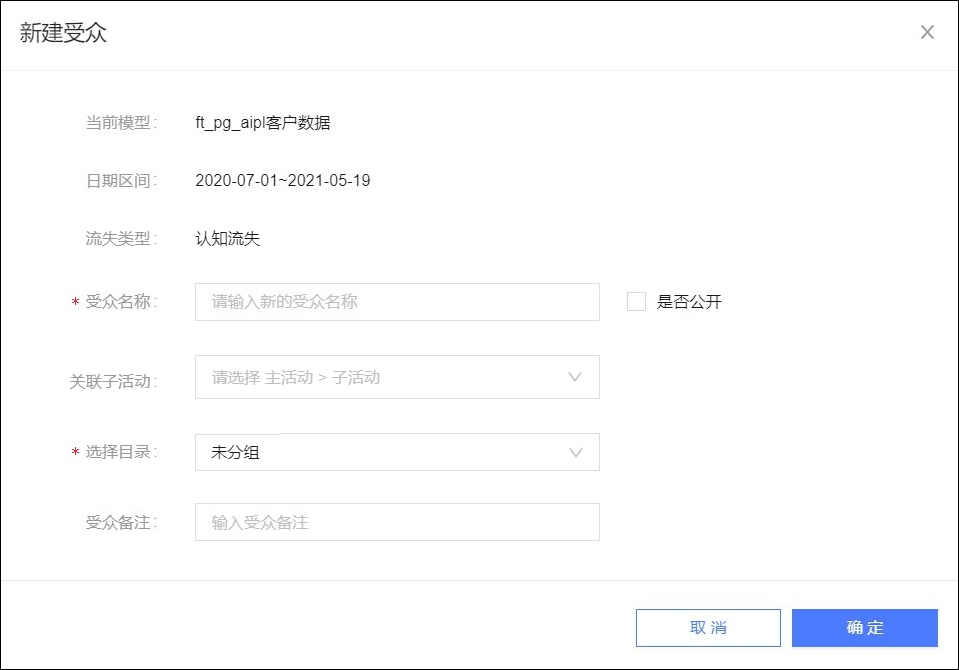 新建受众
当前模型: ft_pg_aipl客户数据
日期区间: 2020-07-01~2021-05-19
流失类型: 认知流失
* 受众名称: 请输入新的受众名称 是否公开
关联子活动: 请选择 主活动 > 子活动
* 选择目录: 未分组
受众备注: 输入受众备注
取 消 确 定